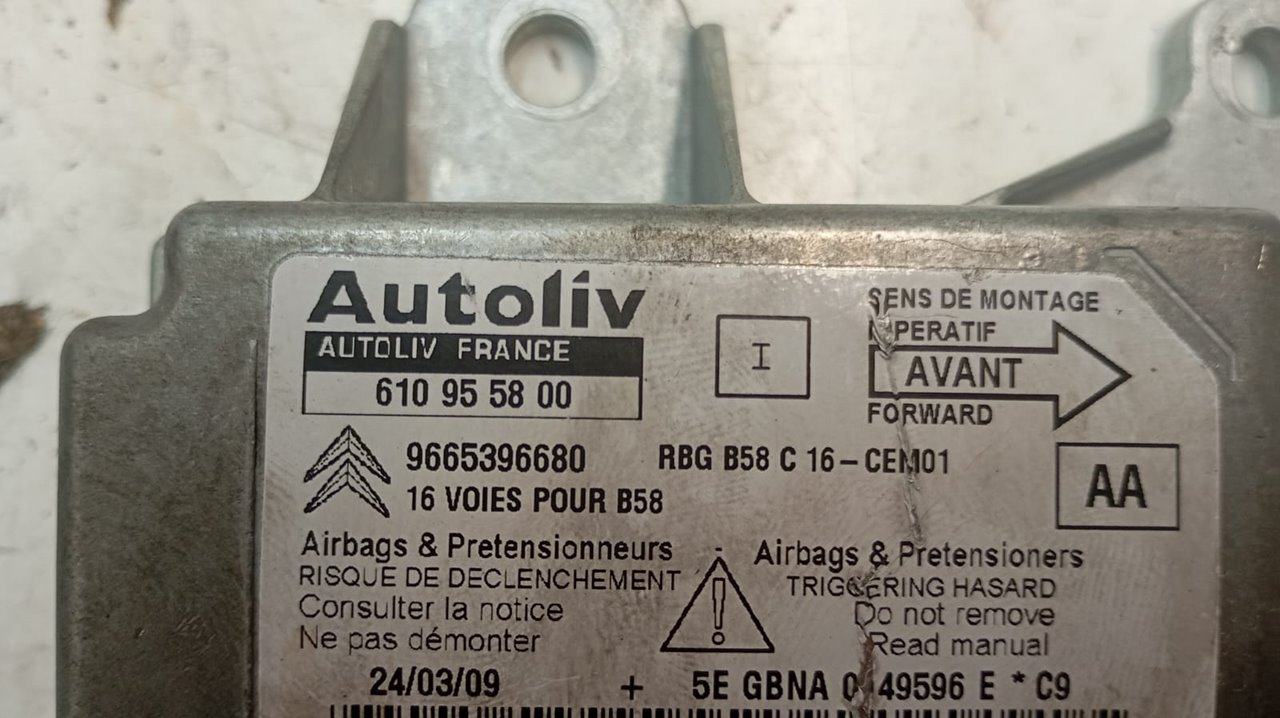 Autoliv
AUTOLIV FRANCE
610 95 58 00
I
SENS DE MONTAGE
AVANT
FORWARD
9665396680
RBG B58 C 16-CEM01
16 VOIES POUR B58
AA
Airbags & Pretensionneurs
RISQUE DE DECLENCHEMENT
Consulter la notice
Ne pas démonter
!
Airbags & Pretensioners
TRIGGERING HASARD
Do not remove
Read manual
24/03/09 + 5E GBNA 49596 E * C9